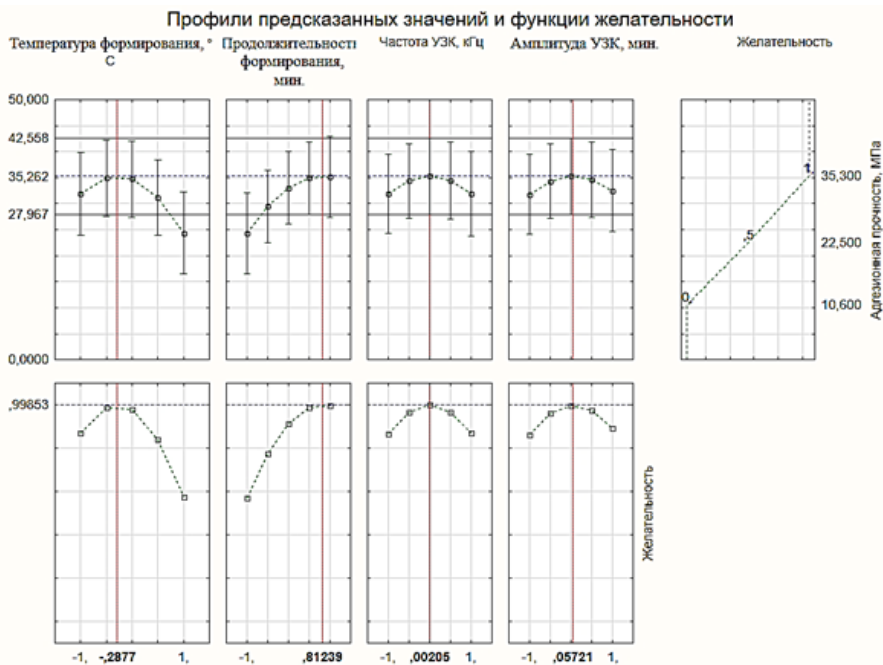 Профили предсказанных значений и функции желательности
Температура формирования, °
С
Продолжительность
формирования,
мин.
Частота УЗК, кГц
Амплитуда УЗК, мин.
Желательность
50,000
42,558
35,262
27,967
0,0000
1
,5
0
35,300
22,500
10,600
Адгезионная прочность, МПа
,99853
Желательность
-1, -,2877 1,
,81239
-1, ,00205 1,
-1, ,05721 1,